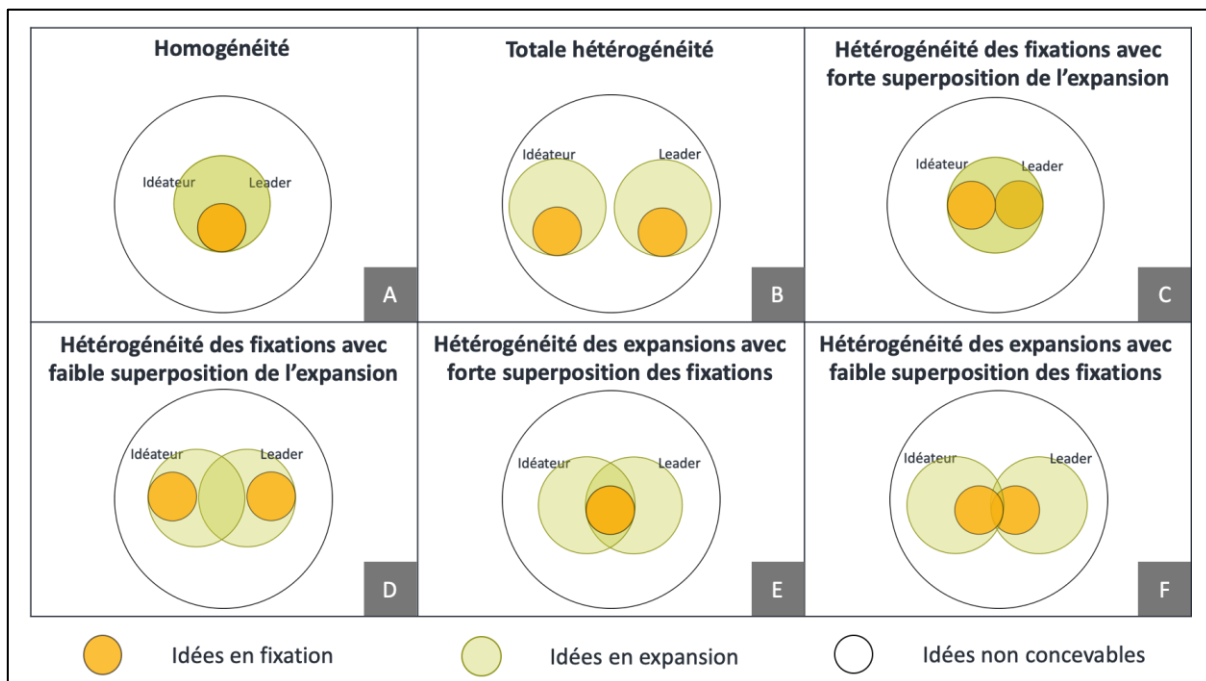 Homogénéité
Idéateur
Leader
A
Totale hétérogénéité
Idéateur
Leader
B
Hétérogénéité des fixations avec
forte superposition de l’expansion
Idéateur
Leader
C
Hétérogénéité des fixations avec
faible superposition de l’expansion
Idéateur
Leader
D
Hétérogénéité des expansions avec
forte superposition des fixations
Idéateur
Leader
E
Hétérogénéité des expansions avec
faible superposition des fixations
Idéateur
Leader
F
Idées en fixation
Idées en expansion
Idées non concevables